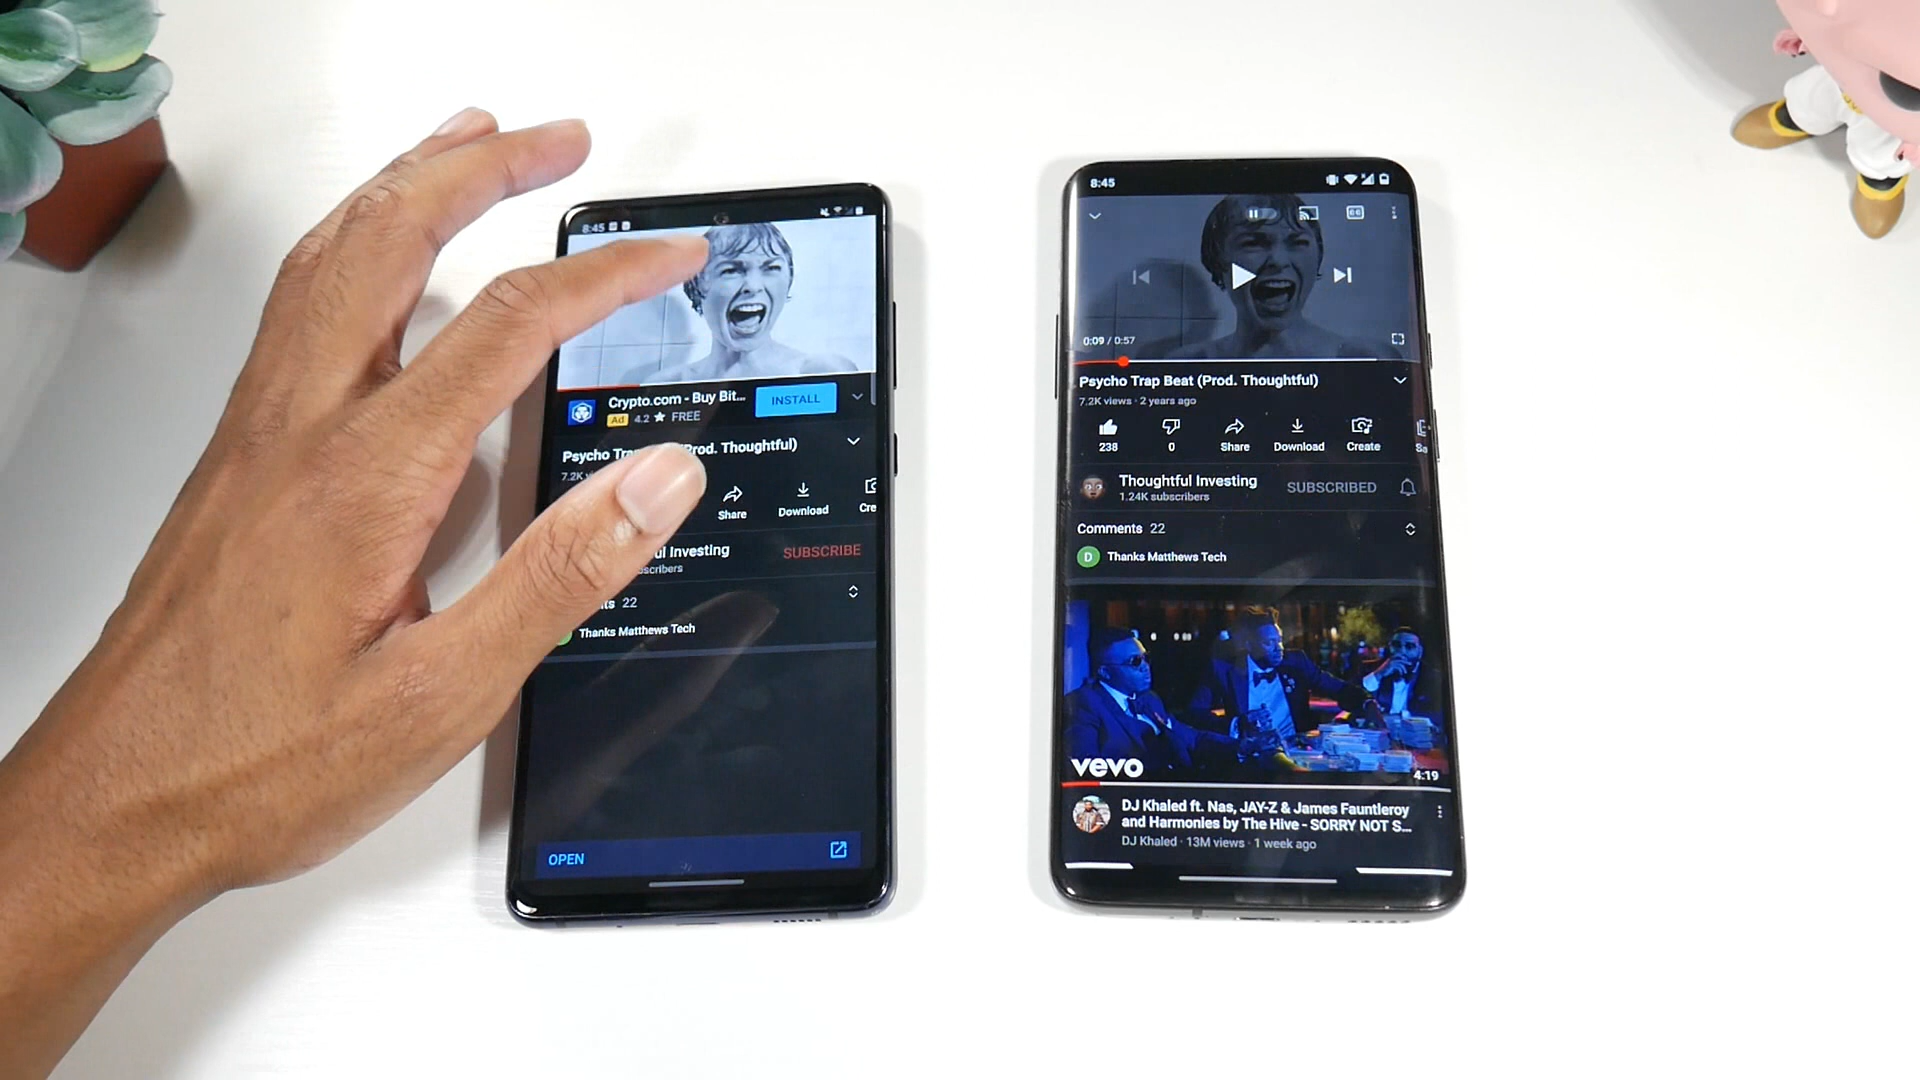 8:45
Crypto.com - Buy Bit...
INSTALL
Ad 4.2 ★ FREE
Psycho Prod. Thoughtful)
7.2K
Share
Download
Cre
Investing
SUBSCRIBE
22
Thanks Matthews Tech
OPEN
8:45
0:09 / 0:57
Psycho Trap Beat (Prod. Thoughtful)
7.2K views · 2 years ago
238
0
Share
Download
Create
Sa
Thoughtful Investing
1.24K subscribers
SUBSCRIBED
Comments 22
D
Thanks Matthews Tech
vevo
4:19
DJ Khaled ft. Nas, JAY-Z & James Fauntleroy
and Harmonies by The Hive - SORRY NOT S...
DJ Khaled · 13M views · 1 week ago